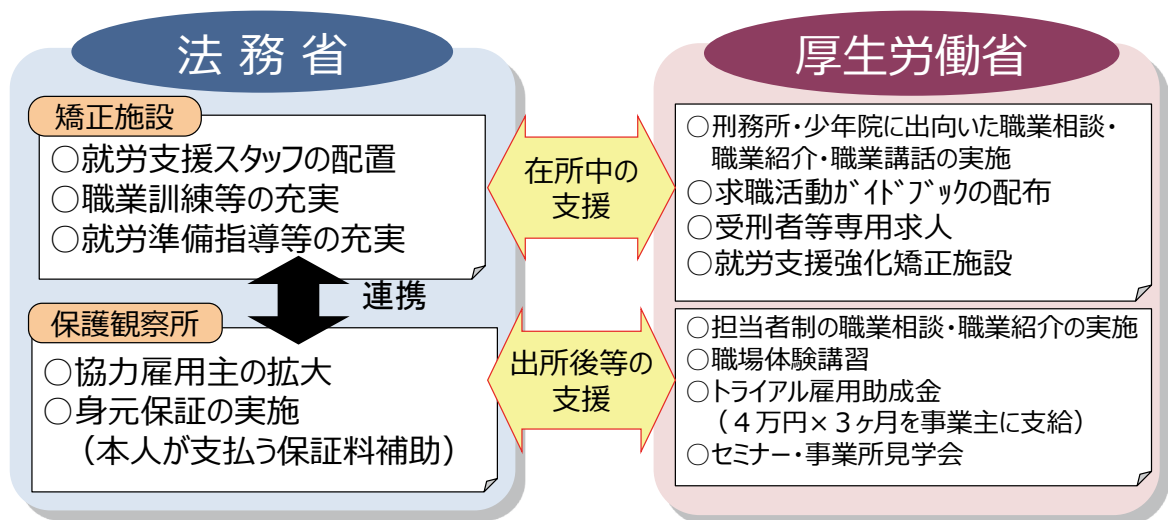 法務省
矯正施設
○就労支援スタッフの配置
○職業訓練等の充実
○就労準備指導等の充実
連携
保護観察所
○協力雇用主の拡大
○身元保証の実施
（本人が支払う保証料補助）
在所中の
支援
出所後等の
支援
厚生労働省
○刑務所・少年院に出向いた職業相談・
職業紹介・職業講話の実施
○求職活動ｶﾞｲﾄﾞﾌﾞｯｸの配布
○受刑者等専用求人
○就労支援強化矯正施設
○担当者制の職業相談・職業紹介の実施
○職場体験講習
○トライアル雇用助成金
（４万円×３ヶ月を事業主に支給）
○セミナー・事業所見学会